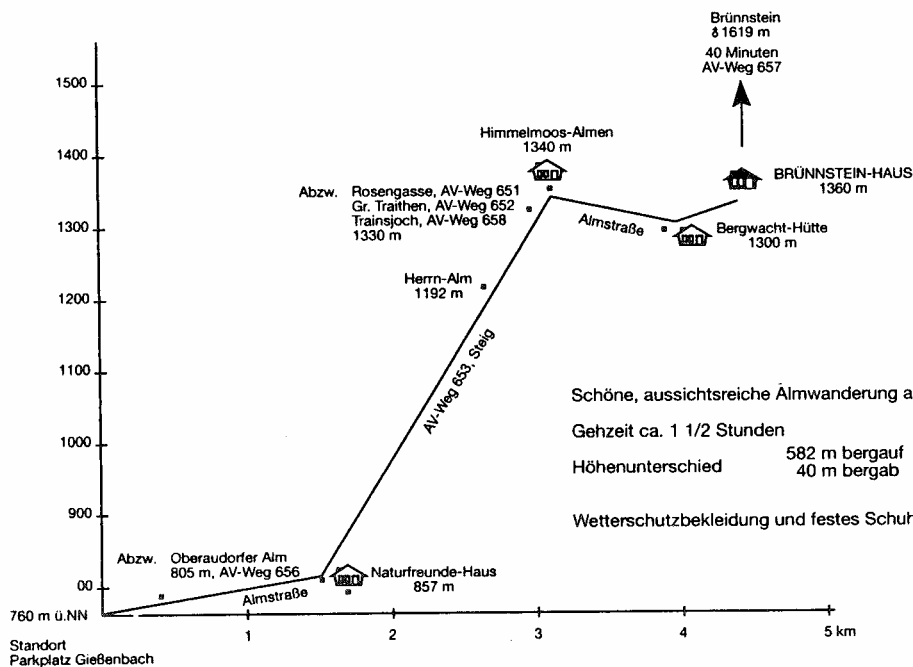 Brünnstein
1619 m
40 Minuten
AV-Weg 657
1500
Himmelmoos-Almen
1340 m
1400
BRÜNNSTEIN-HAUS
1360 m
Abzw. Rosengasse, AV-Weg 651
Gr. Traithen, AV-Weg 652
Trainsjoch, AV-Weg 658
1330 m
1300
Almstraße
Bergwacht-Hütte
1300 m
Herrn-Alm
1192 m
1200
AV-Weg 653, Steig
1100
Schöne, aussichtsreiche Almwanderung a
Gehzeit ca. 1 1/2 Stunden
1000
Höhenunterschied 582 m bergauf
40 m bergab
900
Wetterschutzbekleidung und festes Schuh
Abzw. Oberaudorfer Alm
805 m, AV-Weg 656
Naturfreunde-Haus
857 m
00
Almstraße
760 m ü.NN
1 2 3 4 5 km
Standort
Parkplatz Gießenbach